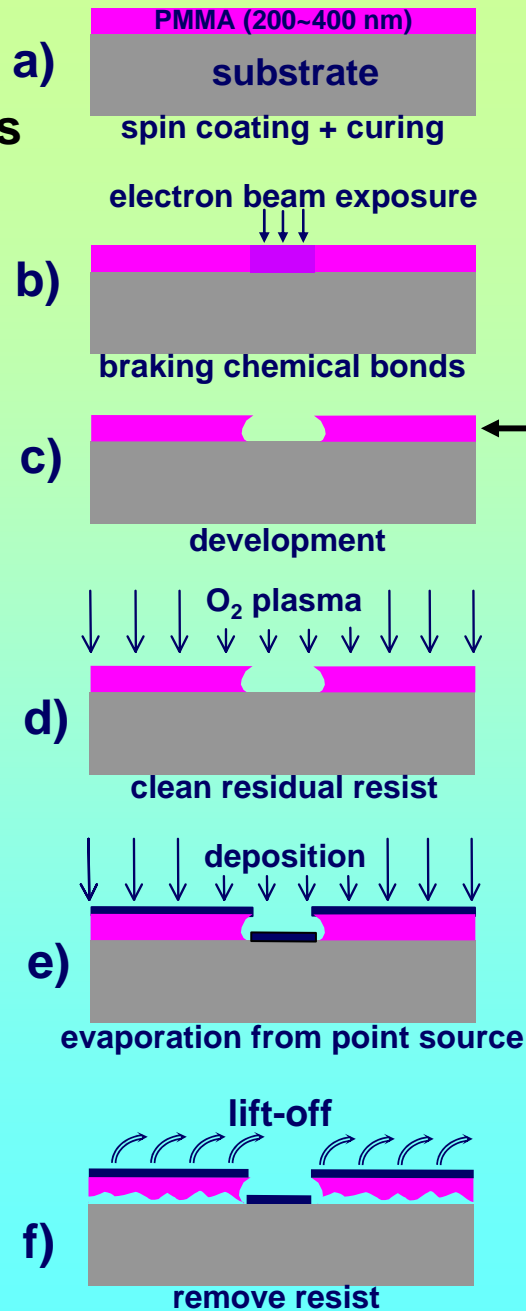 PMMA (200~400 nm)
a)
substrate
s
spin coating + curing
electron beam exposure
b)
braking chemical bonds
c)
development
O₂ plasma
d)
clean residual resist
deposition
e)
evaporation from point source
lift-off
f)
remove resist